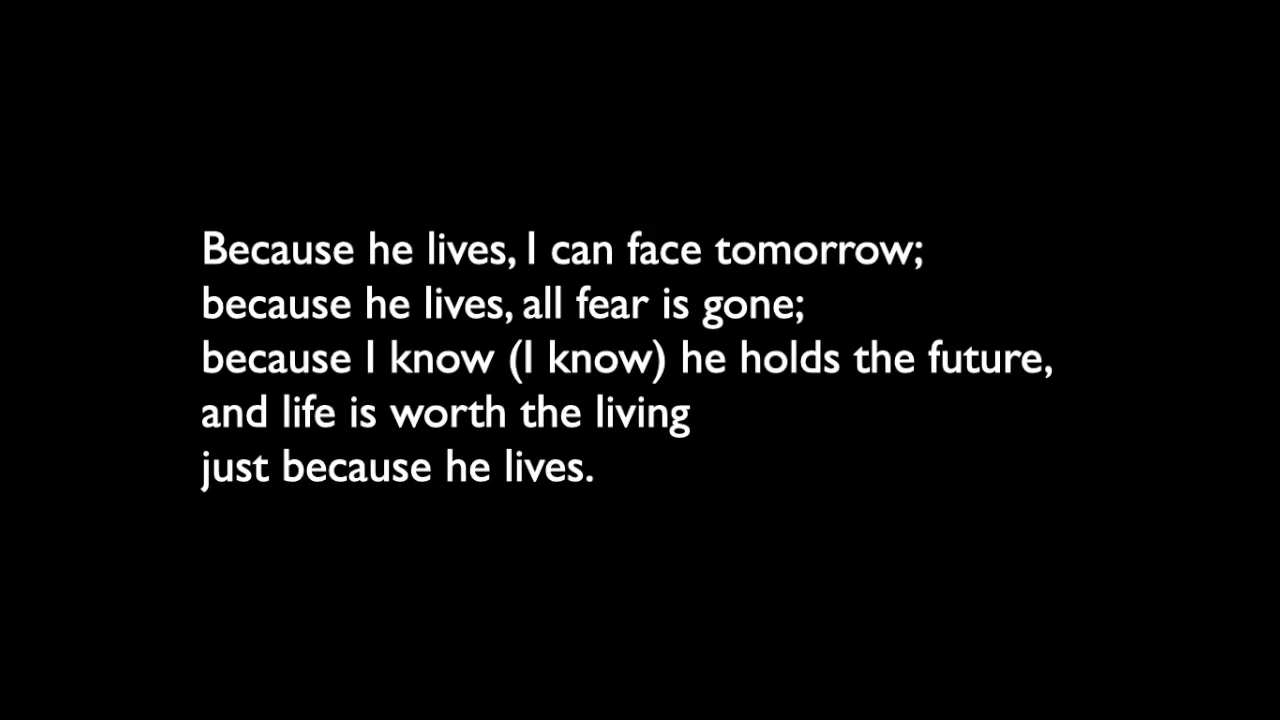 Because he lives, I can face tomorrow;
because he lives, all fear is gone;
because I know (I know) he holds the future,
and life is worth the living
just because he lives.